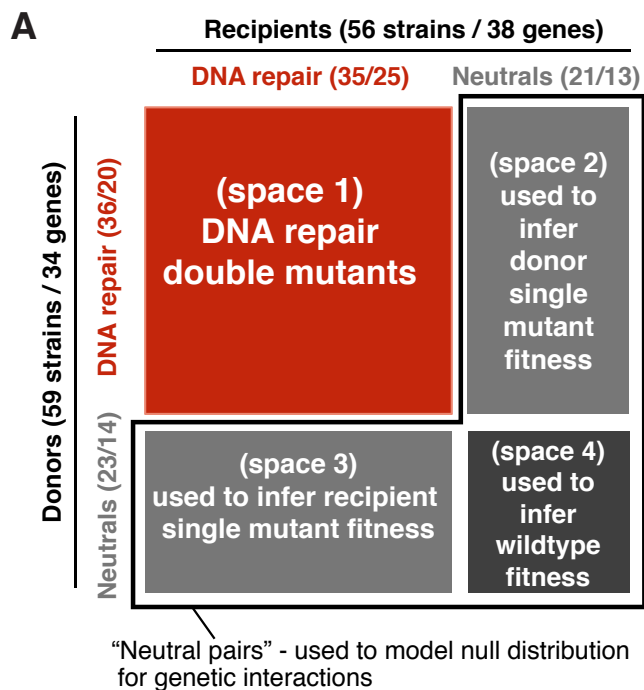 A
Recipients (56 strains / 38 genes)
DNA repair (35/25)
Neutrals (21/13)
Donors (59 strains / 34 genes)
DNA repair (36/20)
Neutrals (23/14)
(space 1)
DNA repair
double mutants
(space 2)
used to
infer
donor
single
mutant
fitness
(space 3)
used to infer recipient
single mutant fitness
(space 4)
used to
infer
wildtype
fitness
“Neutral pairs” - used to model null distribution
for genetic interactions